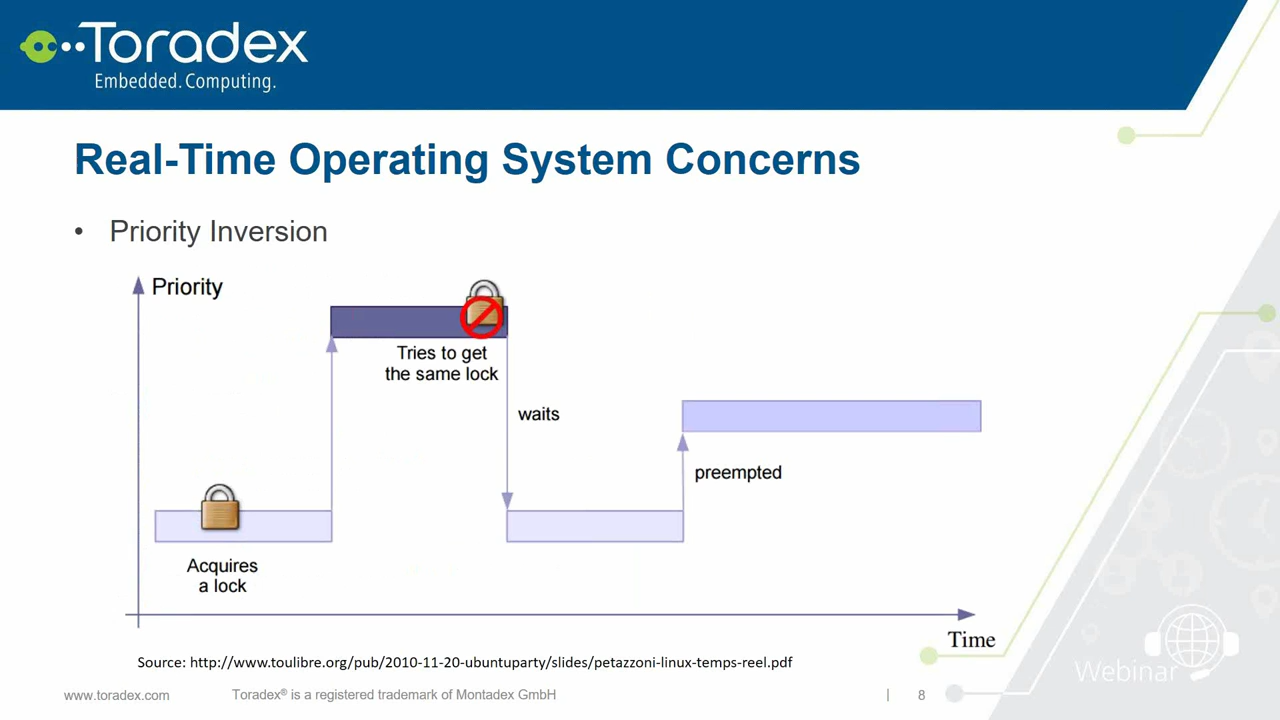 Toradex
Embedded. Computing.
Real-Time Operating System Concerns
• Priority Inversion
Priority
Tries to get
the same lock
waits
preempted
Acquires
a lock
Time
Source: http://www.toulibre.org/pub/2010-11-20-ubuntuparty/slides/petazzoni-linux-temps-reel.pdf
Webinar
www.toradex.com
Toradex® is a registered trademark of Montadex GmbH
| 8